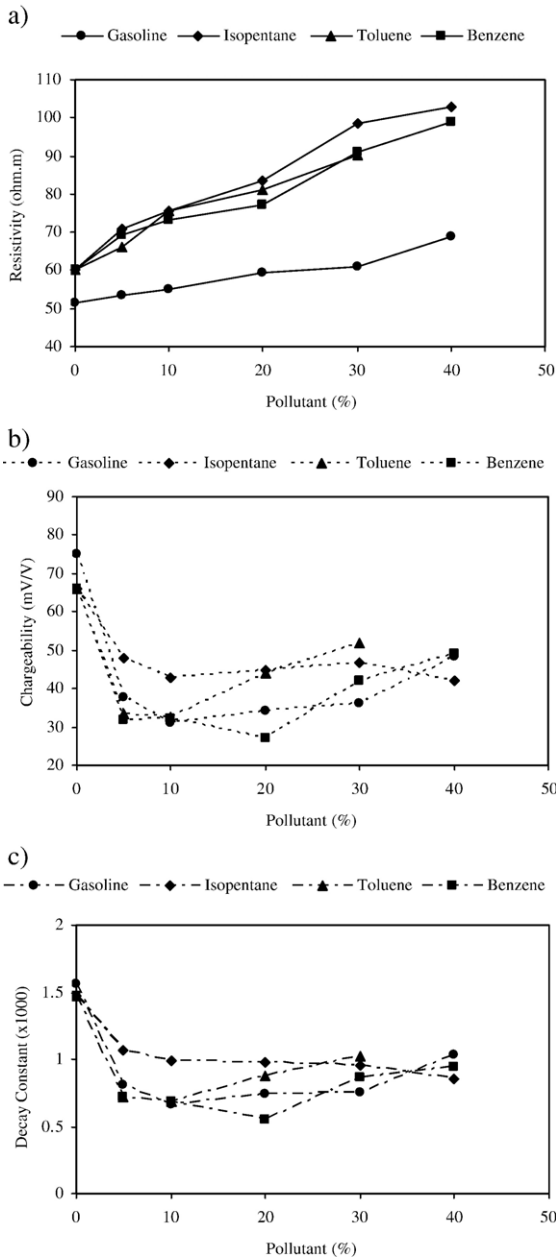 a)
Gasoline Isopentane Toluene Benzene
110
100
90
80
70
60
50
40
Resistivity (ohm.m)
0 10 20 30 40 50
Pollutant (%)
b)
Gasoline Isopentane Toluene Benzene
90
80
70
60
50
40
30
20
Chargeability (mV/V)
0 10 20 30 40 50
Pollutant (%)
c)
Gasoline Isopentane Toluene Benzene
2
1.5
1
0.5
0
Decay Constant (x1000)
0 10 20 30 40 50
Pollutant (%)